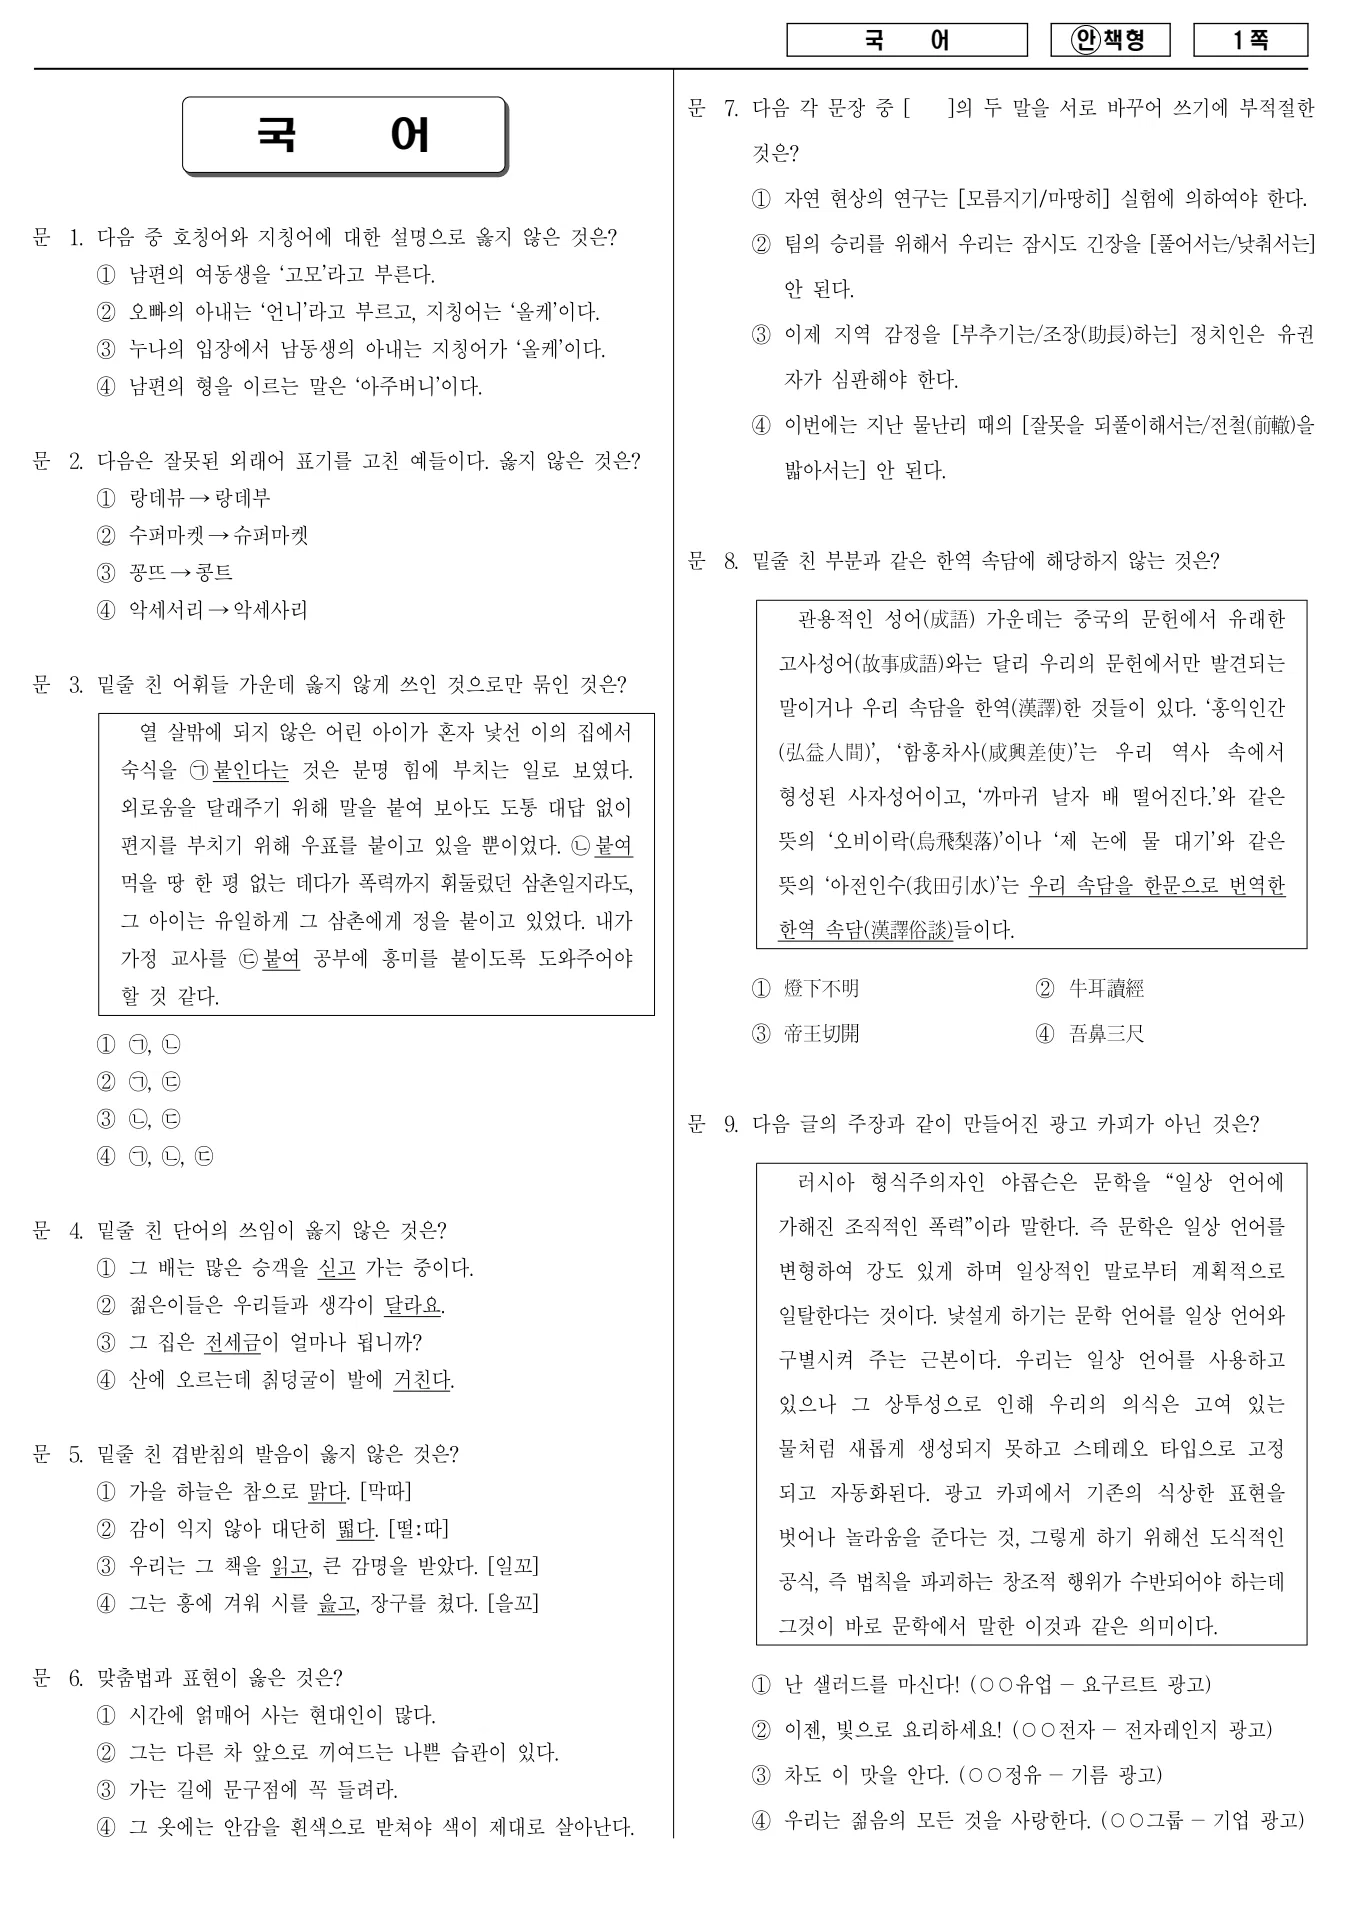 국 어
안 책형
1 쪽
국 어
문 1. 다음 중 호칭어와 지칭어에 대한 설명으로 옳지 않은 것은?
① 남편의 여동생을 ‘고모’라고 부른다.
② 오빠의 아내는 ‘언니’라고 부르고, 지칭어는 ‘올케’이다.
③ 누나의 입장에서 남동생의 아내는 지칭어가 ‘올케’이다.
④ 남편의 형을 이르는 말은 ‘아주버니’이다.
문 2. 다음은 잘못된 외래어 표기를 고친 예들이다. 옳지 않은 것은?
① 랑데뷰→랑데부
② 수퍼마켓→슈퍼마켓
③ 꽁뜨→콩트
④ 악세서리→악세사리
문 3. 밑줄 친 어휘들 가운데 옳지 않게 쓰인 것으로만 묶인 것은?
열 살밖에 되지 않은 어린 아이가 혼자 낯선 이의 집에서
숙식을 ㉠붙인다는 것은 분명 힘에 부치는 일로 보였다.
외로움을 달래주기 위해 말을 붙여 보아도 도통 대답 없이
편지를 부치기 위해 우표를 붙이고 있을 뿐이었다. ㉡붙여
먹을 땅 한 평 없는 데다가 폭력까지 휘둘렀던 삼촌일지라도,
그 아이는 유일하게 그 삼촌에게 정을 붙이고 있었다. 내가
가정 교사를 ㉢붙여 공부에 흥미를 붙이도록 도와주어야
할 것 같다.
① ㉠, ㉡
② ㉠, ㉢
③ ㉡, ㉢
④ ㉠, ㉡, ㉢
문 4. 밑줄 친 단어의 쓰임이 옳지 않은 것은?
① 그 배는 많은 승객을 싣고 가는 중이다.
② 젊은이들은 우리들과 생각이 달라요.
③ 그 집은 전세금이 얼마나 됩니까?
④ 산에 오르는데 칡덩굴이 발에 거친다.
문 5. 밑줄 친 겹받침의 발음이 옳지 않은 것은?
① 가을 하늘은 참으로 맑다. [막따]
② 감이 익지 않아 대단히 떫다. [떨:따]
③ 우리는 그 책을 읽고, 큰 감명을 받았다. [일꼬]
④ 그는 흥에 겨워 시를 읊고, 장구를 쳤다. [을꼬]
문 6. 맞춤법과 표현이 옳은 것은?
① 시간에 얽매어 사는 현대인이 많다.
② 그는 다른 차 앞으로 끼여드는 나쁜 습관이 있다.
③ 가는 길에 문구점에 꼭 들려라.
④ 그 옷에는 안감을 흰색으로 받쳐야 색이 제대로 살아난다.
문 7. 다음 각 문장 중 [ ]의 두 말을 서로 바꾸어 쓰기에 부적절한
것은?
① 자연 현상의 연구는 [모름지기/마땅히] 실험에 의하여야 한다.
② 팀의 승리를 위해서 우리는 잠시도 긴장을 [풀어서는/낮춰서는]
안 된다.
③ 이제 지역 감정을 [부추기는/조장(助長)하는] 정치인은 유권
자가 심판해야 한다.
④ 이번에는 지난 물난리 때의 [잘못을 되풀이해서는/전철(前轍)을
밟아서는] 안 된다.
문 8. 밑줄 친 부분과 같은 한역 속담에 해당하지 않는 것은?
관용적인 성어(成語) 가운데는 중국의 문헌에서 유래한
고사성어(故事成語)와는 달리 우리의 문헌에서만 발견되는
말이거나 우리 속담을 한역(漢譯)한 것들이 있다. ‘홍익인간
(弘益人間)’, ‘함흥차사(咸興差使)’는 우리 역사 속에서
형성된 사자성어이고, ‘까마귀 날자 배 떨어진다.’와 같은
뜻의 ‘오비이락(烏飛梨落)’이나 ‘제 논에 물 대기’와 같은
뜻의 ‘아전인수(我田引水)’는 우리 속담을 한문으로 번역한
한역 속담(漢譯俗談)들이다.
① 燈下不明 ② 牛耳讀經
③ 帝王切開 ④ 吾鼻三尺
문 9. 다음 글의 주장과 같이 만들어진 광고 카피가 아닌 것은?
러시아 형식주의자인 야콥슨은 문학을 “일상 언어에
가해진 조직적인 폭력”이라 말한다. 즉 문학은 일상 언어를
변형하여 강도 있게 하며 일상적인 말로부터 계획적으로
일탈한다는 것이다. 낯설게 하기는 문학 언어를 일상 언어와
구별시켜 주는 근본이다. 우리는 일상 언어를 사용하고
있으나 그 상투성으로 인해 우리의 의식은 고여 있는
물처럼 새롭게 생성되지 못하고 스테레오 타입으로 고정
되고 자동화된다. 광고 카피에서 기존의 식상한 표현을
벗어나 놀라움을 준다는 것, 그렇게 하기 위해선 도식적인
공식, 즉 법칙을 파괴하는 창조적 행위가 수반되어야 하는데
그것이 바로 문학에서 말한 이것과 같은 의미이다.
① 난 샐러드를 마신다! (○○유업 – 요구르트 광고)
② 이젠, 빛으로 요리하세요! (○○전자 – 전자레인지 광고)
③ 차도 이 맛을 안다. (○○정유 – 기름 광고)
④ 우리는 젊음의 모든 것을 사랑한다. (○○그룹 – 기업 광고)